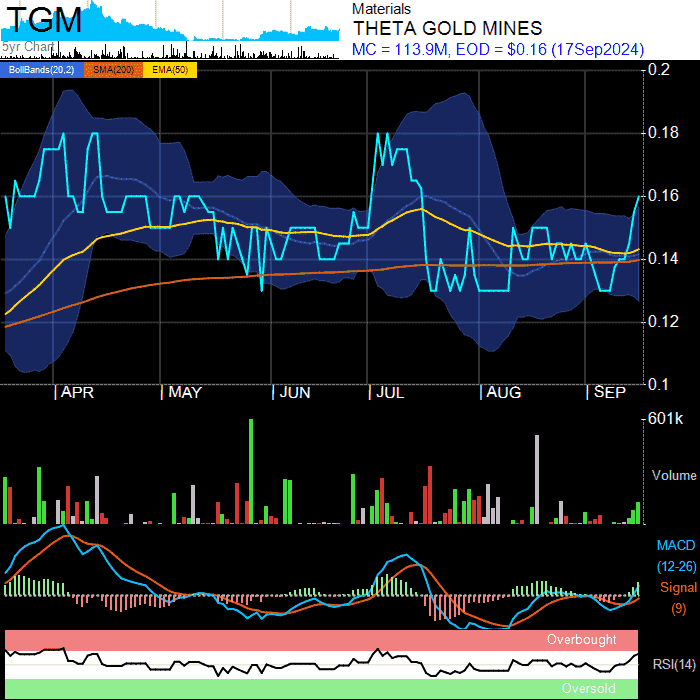 TGM
5yr Chart
Materials
THETA GOLD MINES
MC = 113.9M, EOD = $0.16 (17Sep2024)
BollBands(20,2) SMA(200) EMA(50)
0.2
0.18
0.16
0.14
0.12
0.1
APR MAY JUN JUL AUG SEP
601k
Volume
MACD
(12-26)
Signal
(9)
Overbought
RSI(14)
Oversold